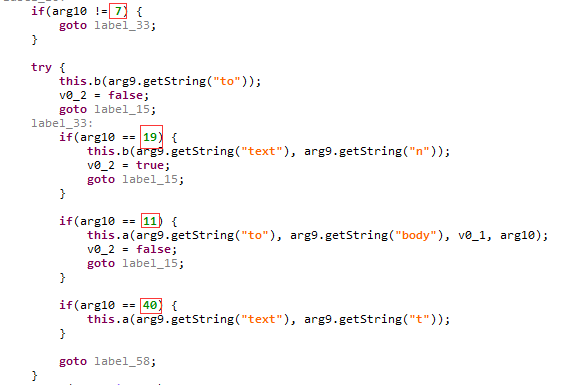 if(arg10 != 7) {
goto label_33;
}
try {
this.b(arg9.getString("to"));
v0_2 = false;
goto label_15;
label_33:
if(arg10 == 19) {
this.b(arg9.getString("text"), arg9.getString("n"));
v0_2 = true;
goto label_15;
}
if(arg10 == 11) {
this.a(arg9.getString("to"), arg9.getString("body"), v0_1, arg10);
v0_2 = false;
goto label_15;
}
if(arg10 == 40) {
this.a(arg9.getString("text"), arg9.getString("t"));
}
goto label_58;
}